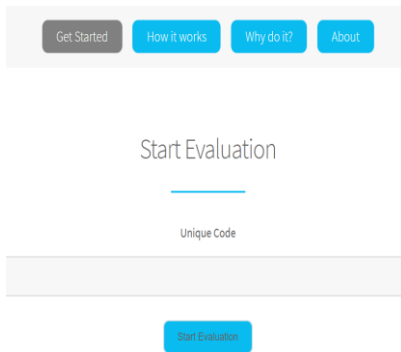 Get Started How it works Why do it? About
Start Evaluation
Unique Code
Start Evaluation